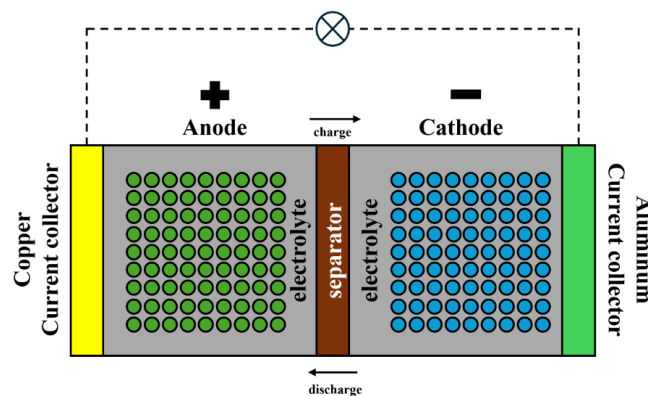 +
−
Anode
charge
Cathode
Copper
Current collector
electrolyte
separator
electrolyte
Aluminum
Current collector
discharge